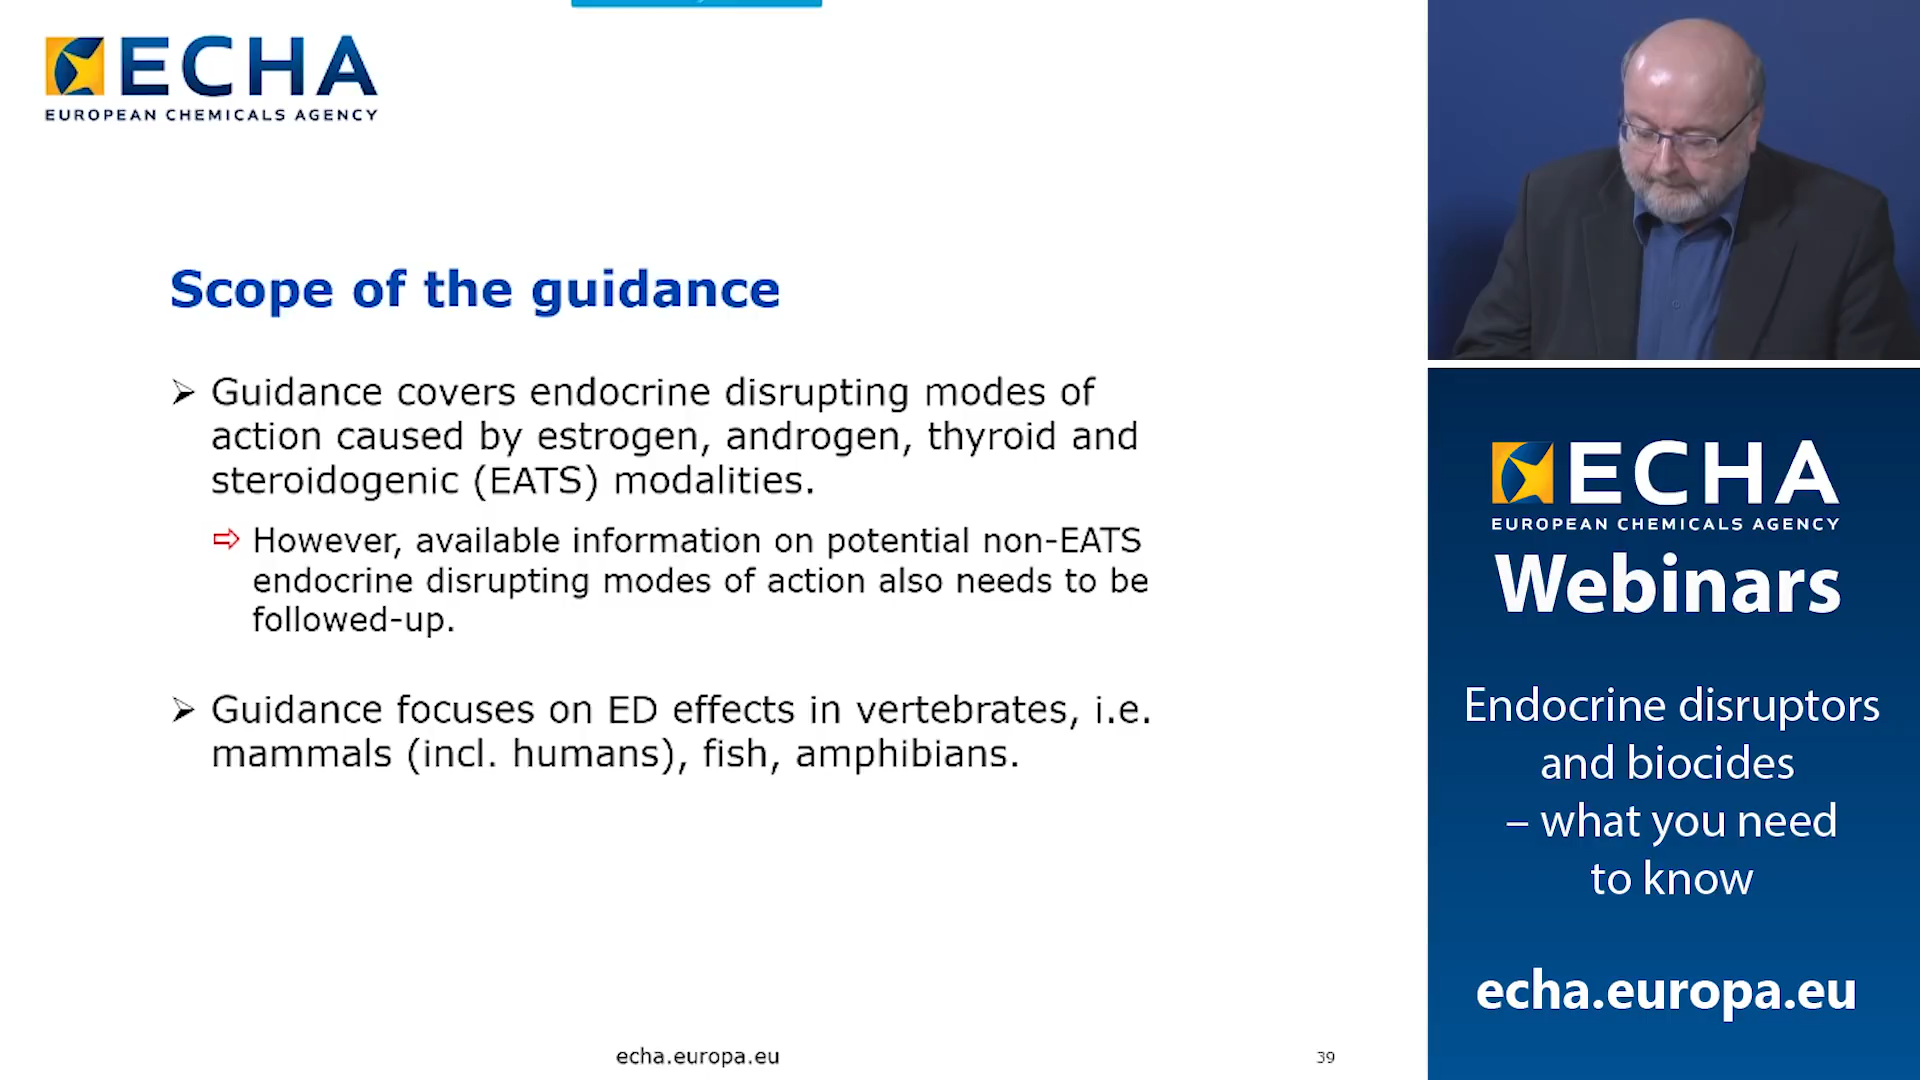 ECHA
EUROPEAN CHEMICALS AGENCY
Scope of the guidance
➢ Guidance covers endocrine disrupting modes of
action caused by estrogen, androgen, thyroid and
steroidogenic (EATS) modalities.
⇨ However, available information on potential non-EATS
endocrine disrupting modes of action also needs to be
followed-up.
➢ Guidance focuses on ED effects in vertebrates, i.e.
mammals (incl. humans), fish, amphibians.
echa.europa.eu
39
ECHA
EUROPEAN CHEMICALS AGENCY
Webinars
Endocrine disruptors
and biocides
– what you need
to know
echa.europa.eu